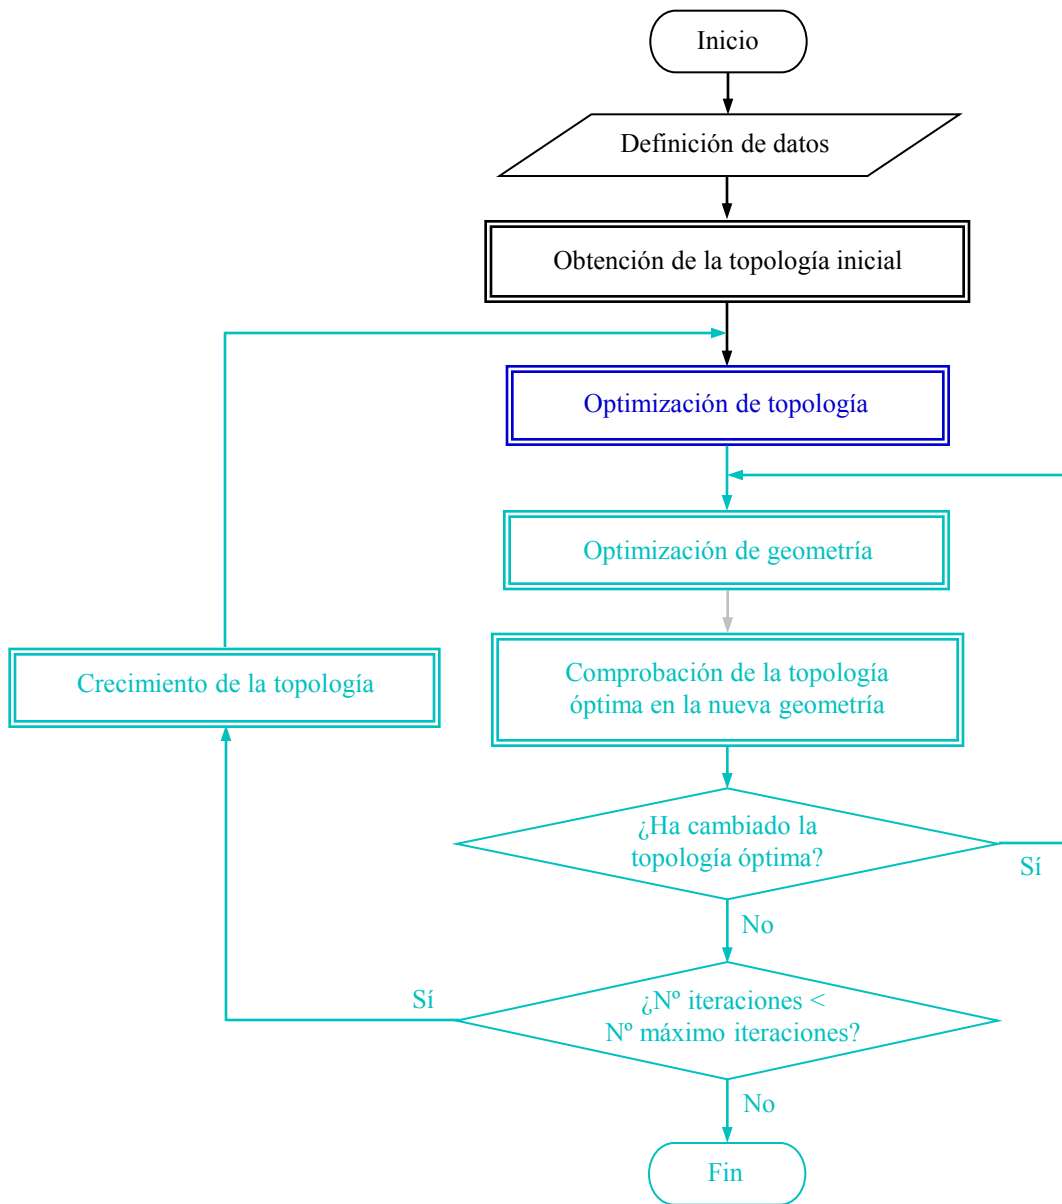 Inicio
Definición de datos
Obtención de la topología inicial
Optimización de topología
Optimización de geometría
Crecimiento de la topología
Comprobación de la topología
óptima en la nueva geometría
¿Ha cambiado la
topología óptima?
Sí
No
Sí
¿Nº iteraciones <
Nº máximo iteraciones?
No
Fin